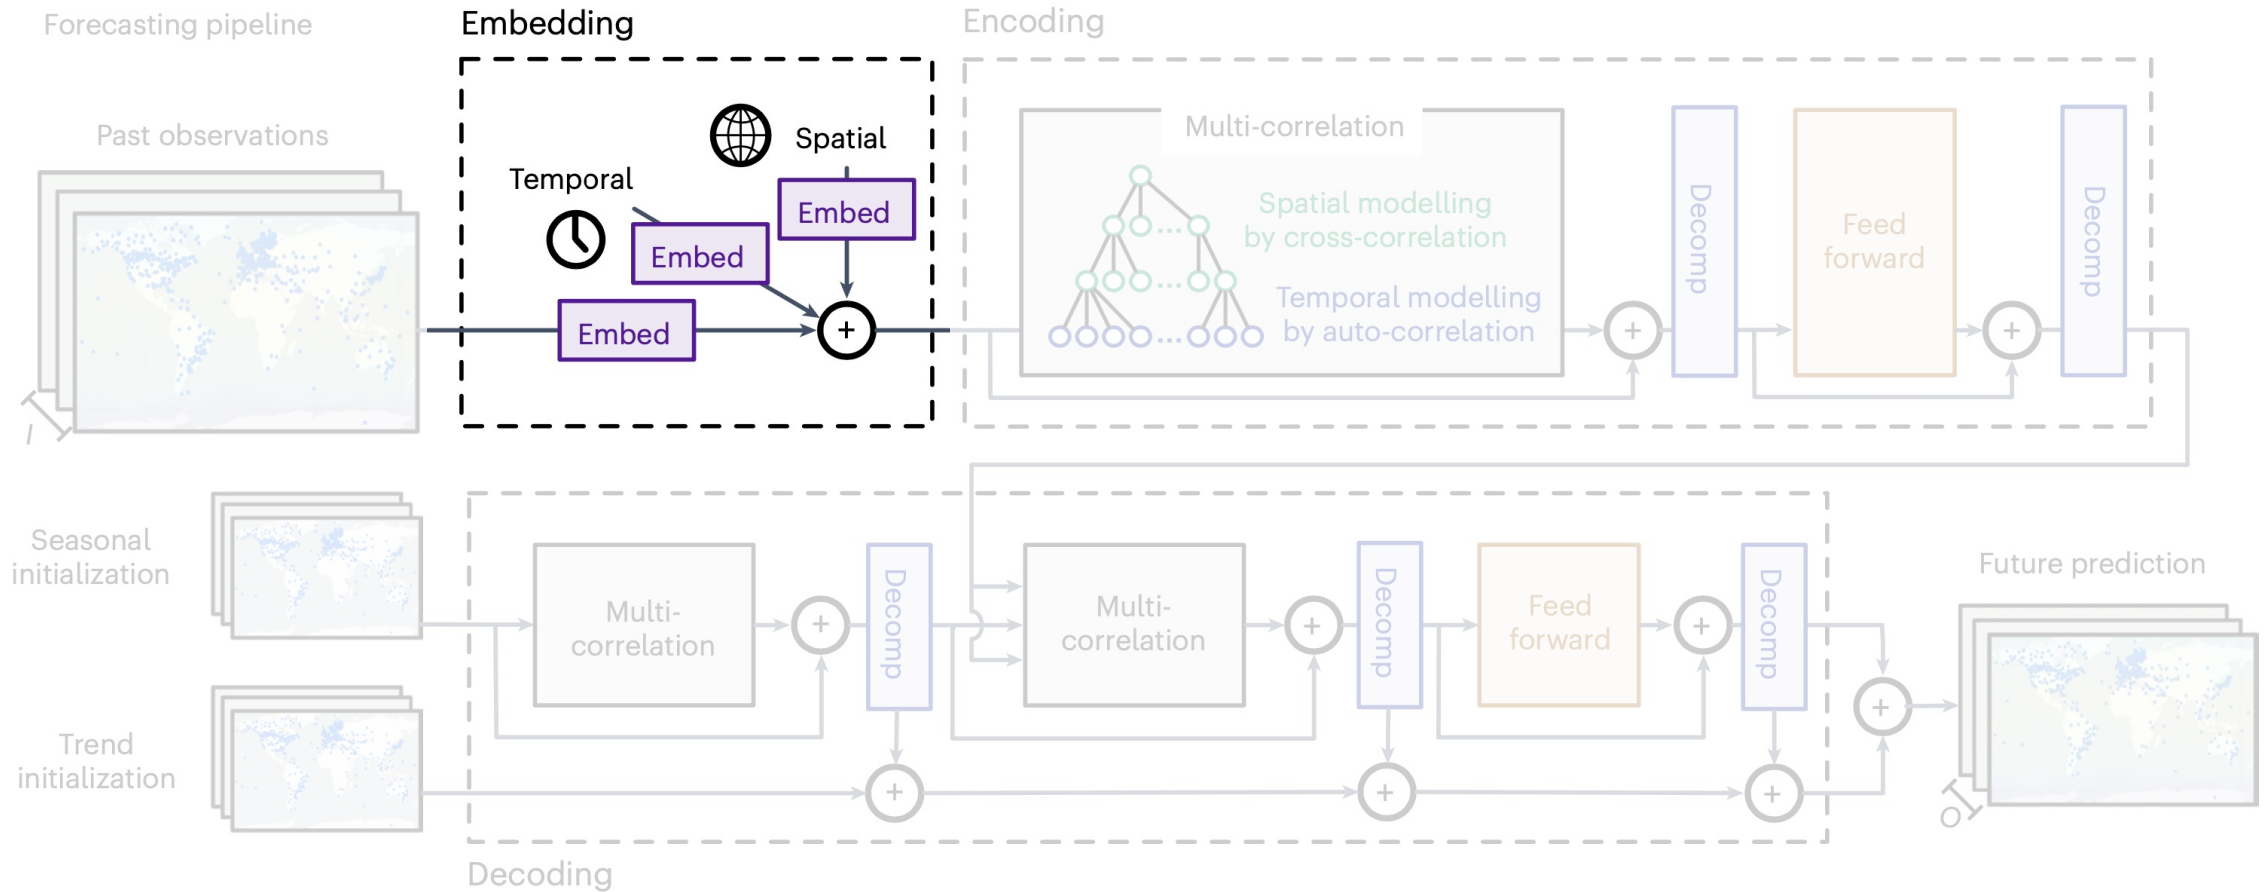 Forecasting pipeline
Embedding
Encoding
Past observations
Temporal
Spatial
Embed
Embed
Embed
+
Multi-correlation
Spatial modelling
by cross-correlation
Temporal modelling
by auto-correlation
...
...
...
+
Decomp
Feed
forward
+
Decomp
I
Seasonal
initialization
Multi-
correlation
+
Decomp
Multi-
correlation
+
Decomp
Feed
forward
+
Decomp
Future prediction
+
Trend
initialization
+
+
+
O
Decoding